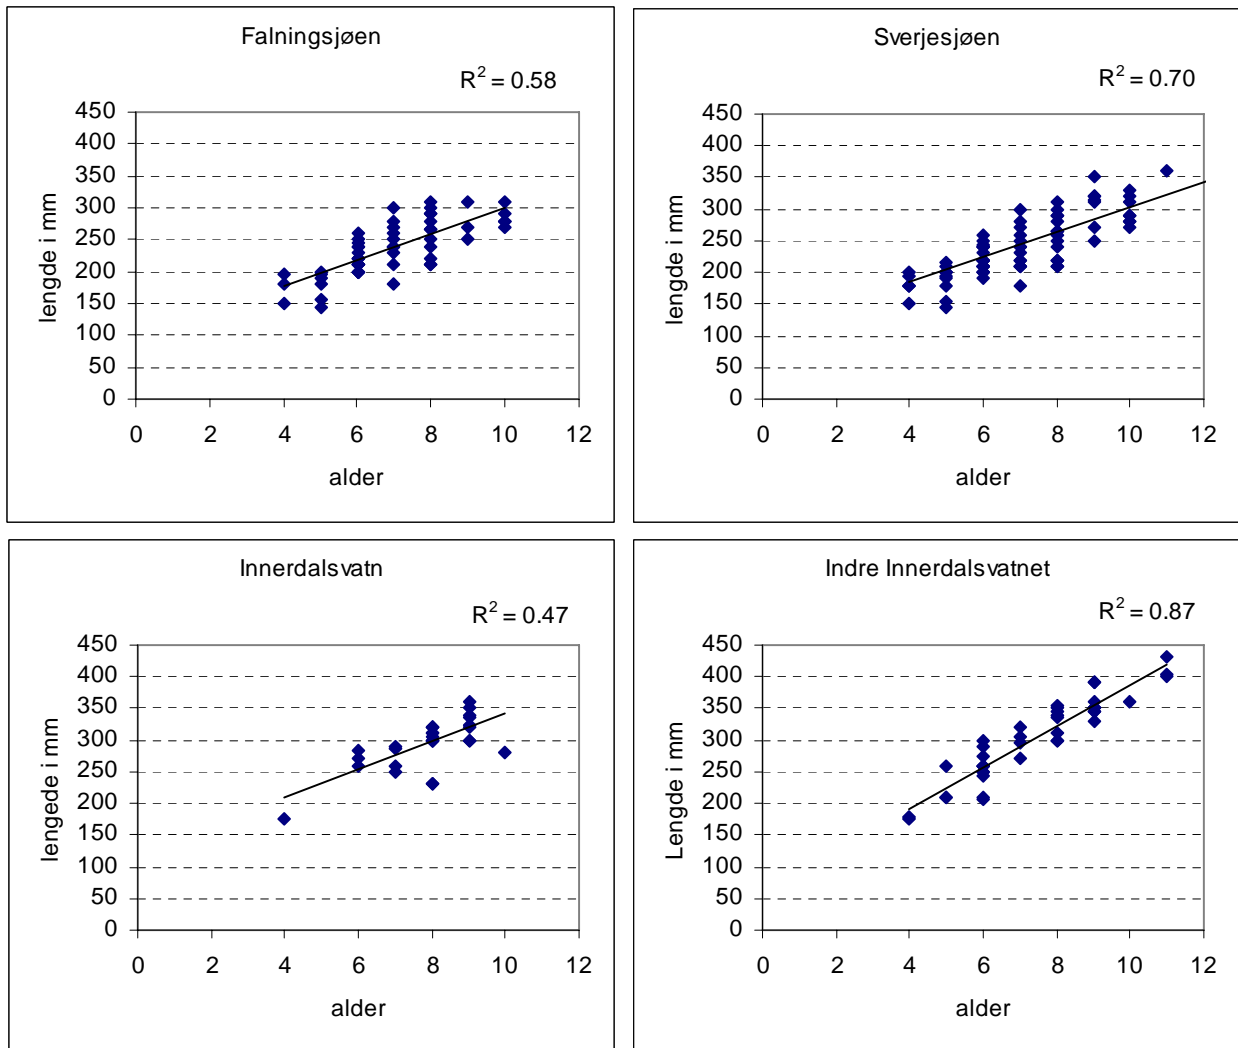 Falningsjøen
R² = 0.58
450
400
350
300
250
200
150
100
50
0
0 2 4 6 8 10 12
lengde i mm
alder
Sverjesjøen
R² = 0.70
450
400
350
300
250
200
150
100
50
0
0 2 4 6 8 10 12
lengde i mm
alder
Innerdalsvatn
R² = 0.47
450
400
350
300
250
200
150
100
50
0
0 2 4 6 8 10 12
lengede i mm
alder
Indre Innerdalsvatnet
R² = 0.87
450
400
350
300
250
200
150
100
50
0
0 2 4 6 8 10 12
Lengde i mm
alder